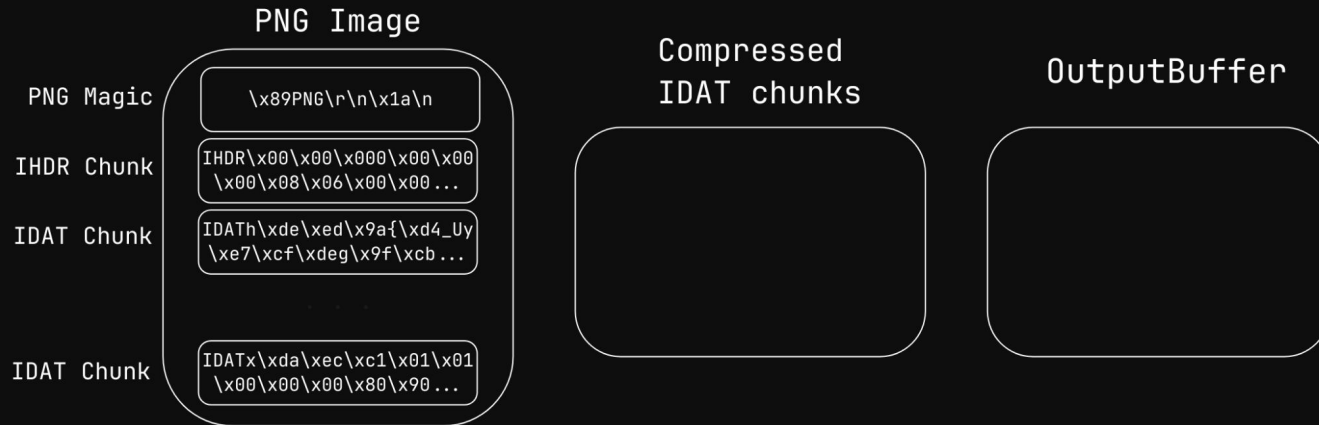 PNG Image
PNG Magic
\x89PNG\r\n\x1a\n
IHDR Chunk
IHDR\x00\x00\x000\x00\x00
\x00\x08\x06\x00\x00...
IDAT Chunk
IDATh\xde\xed\x9a{\xd4_Uy
\xe7\xcf\xdeg\x9f\xcb...
. . .
IDAT Chunk
IDATx\xda\xec\xc1\x01\x01
\x00\x00\x00\x80\x90...
Compressed
IDAT chunks
OutputBuffer